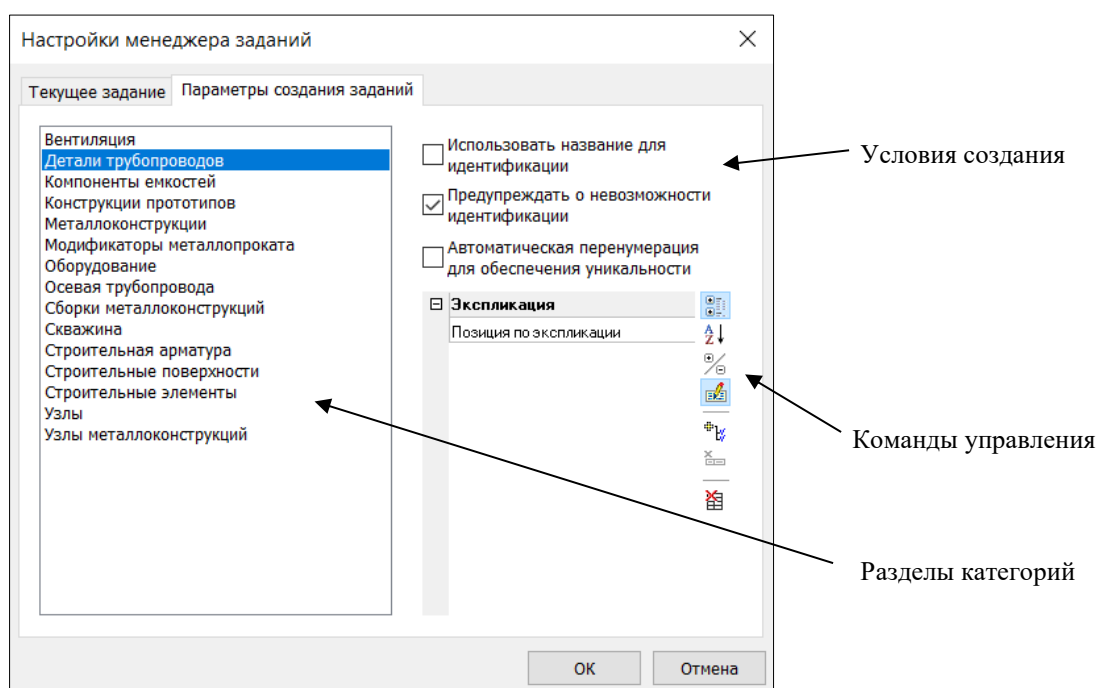 Настройки менеджера заданий
Текущее задание
Параметры создания заданий
Вентиляция
Детали трубопроводов
Компоненты емкостей
Конструкции прототипов
Металлоконструкции
Модификаторы металлопроката
Оборудование
Осевая трубопровода
Сборки металлоконструкций
Скважина
Строительная арматура
Строительные поверхности
Строительные элементы
Узлы
Узлы металлоконструкций
Использовать название для
идентификации
Предупреждать о невозможности
идентификации
Автоматическая перенумерация
для обеспечения уникальности
Экспликация
Позиция по экспликации
Условия создания
Команды управления
Разделы категорий
ОК
Отмена